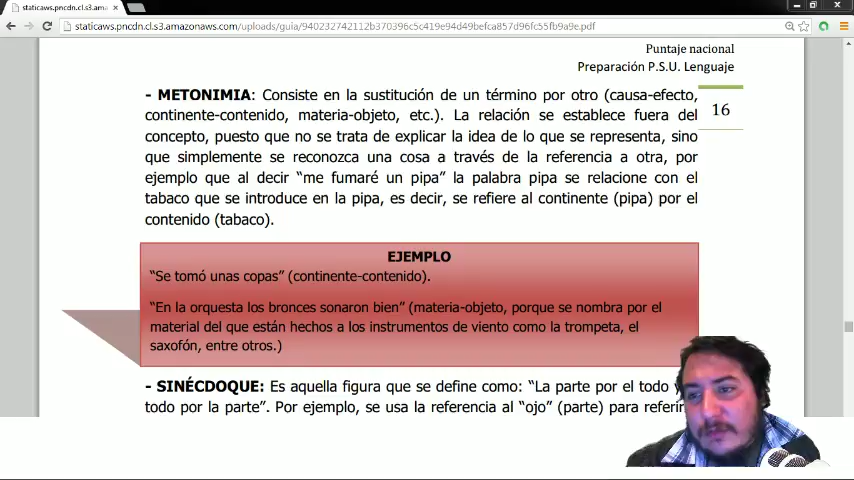 staticaws.pncdn.cl.s3.am
staticaws.pncdn.cl.s3.amazonaws.com/uploads/guia/940232742112b370396c5c419e94d49befca857d96fc55fb9a9e.pdf
Puntaje nacional
Preparación P.S.U. Lenguaje
16
- METONIMIA: Consiste en la sustitución de un término por otro (causa-efecto,
continente-contenido, materia-objeto, etc.). La relación se establece fuera del
concepto, puesto que no se trata de explicar la idea de lo que se representa, sino
que simplemente se reconozca una cosa a través de la referencia a otra, por
ejemplo que al decir “me fumaré un pipa” la palabra pipa se relacione con el
tabaco que se introduce en la pipa, es decir, se refiere al continente (pipa) por el
contenido (tabaco).
EJEMPLO
“Se tomó unas copas” (continente-contenido).
“En la orquesta los bronces sonaron bien” (materia-objeto, porque se nombra por el
material del que están hechos a los instrumentos de viento como la trompeta, el
saxofón, entre otros.)
- SINÉCDOQUE: Es aquella figura que se define como: “La parte por el todo y
todo por la parte”. Por ejemplo, se usa la referencia al “ojo” (parte) para referir